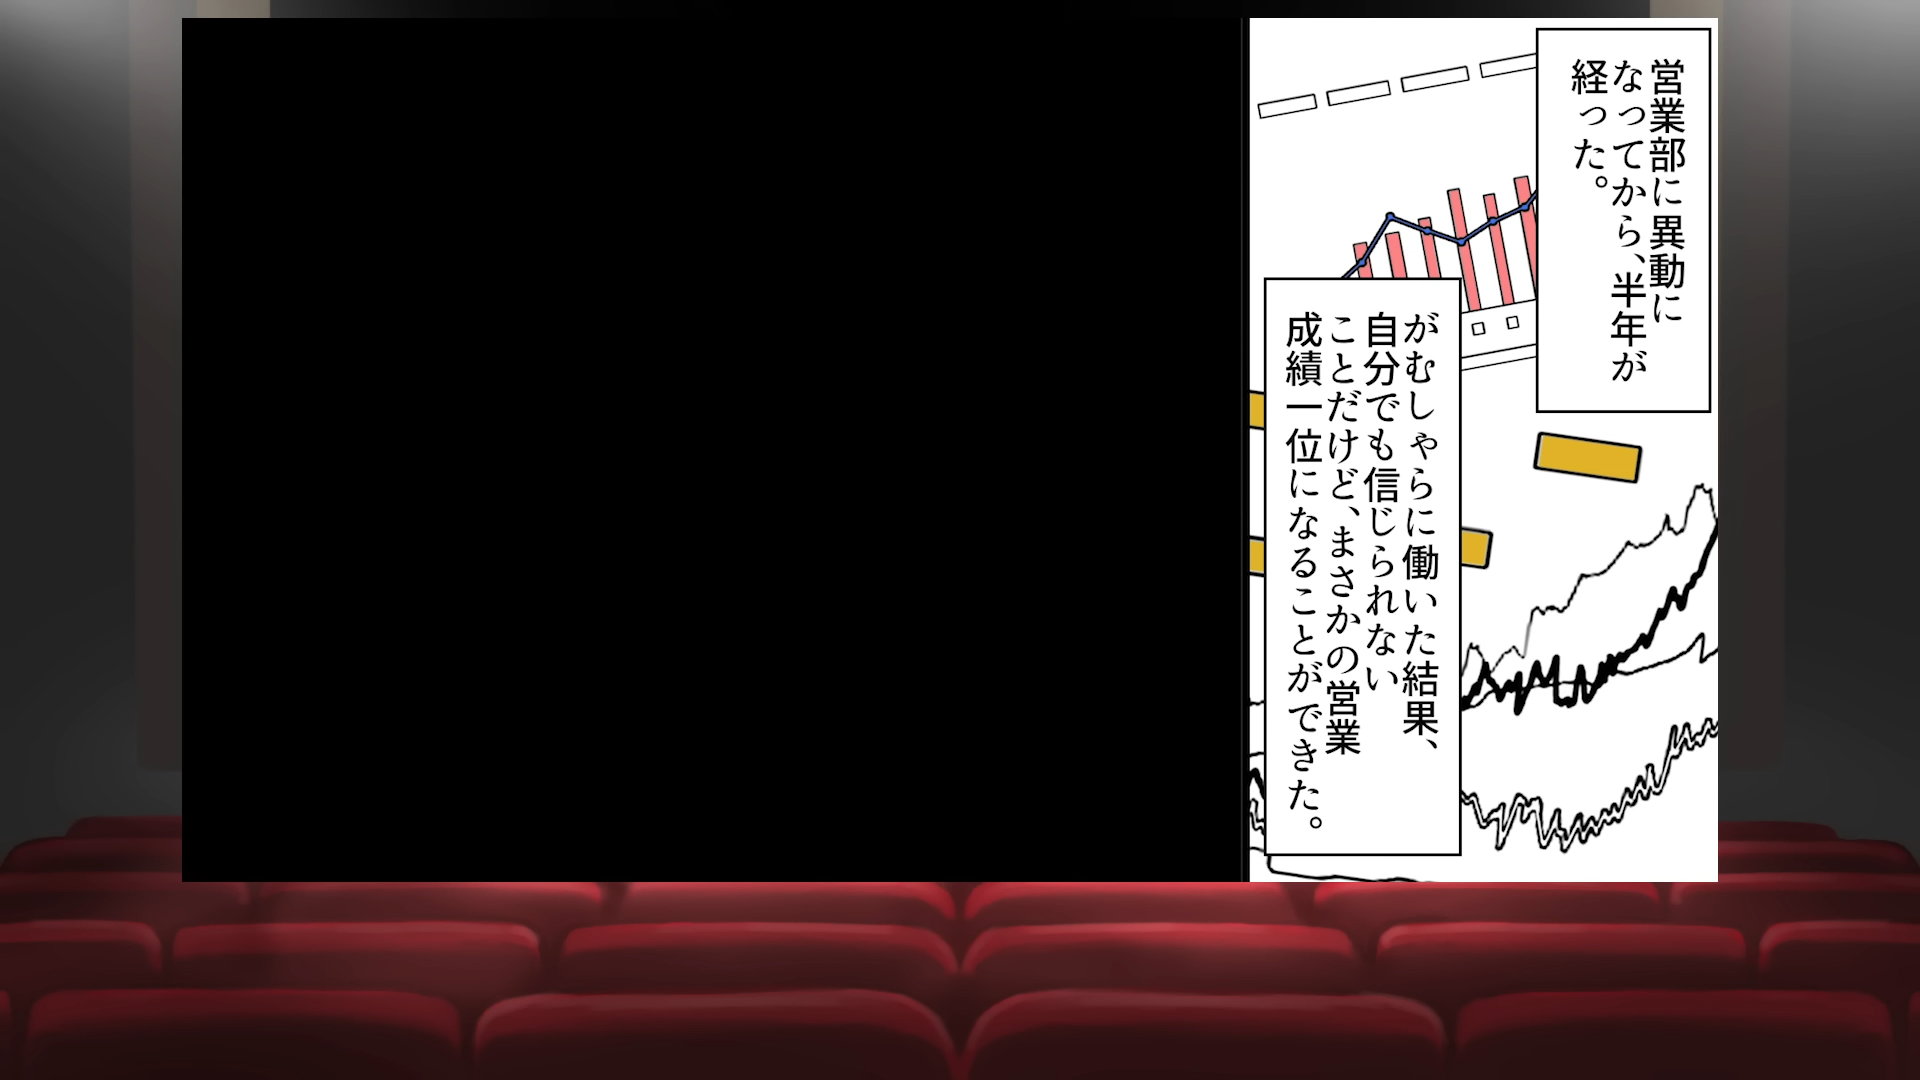 営業部に異動に
なってから、半年が
経った。
がむしゃらに働いた結果、
自分でも信じられない
ことだけど、まさかの営業
成績一位になることができた。